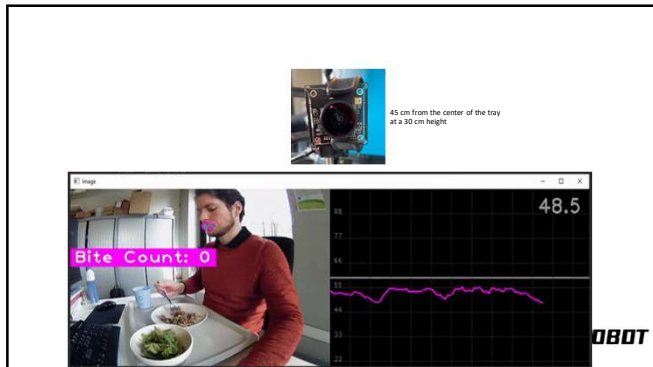 45 cm from the center of the tray
at a 30 cm height
Image
Bite Count: 0
48.5
88
77
66
55
44
33
22
OBOT